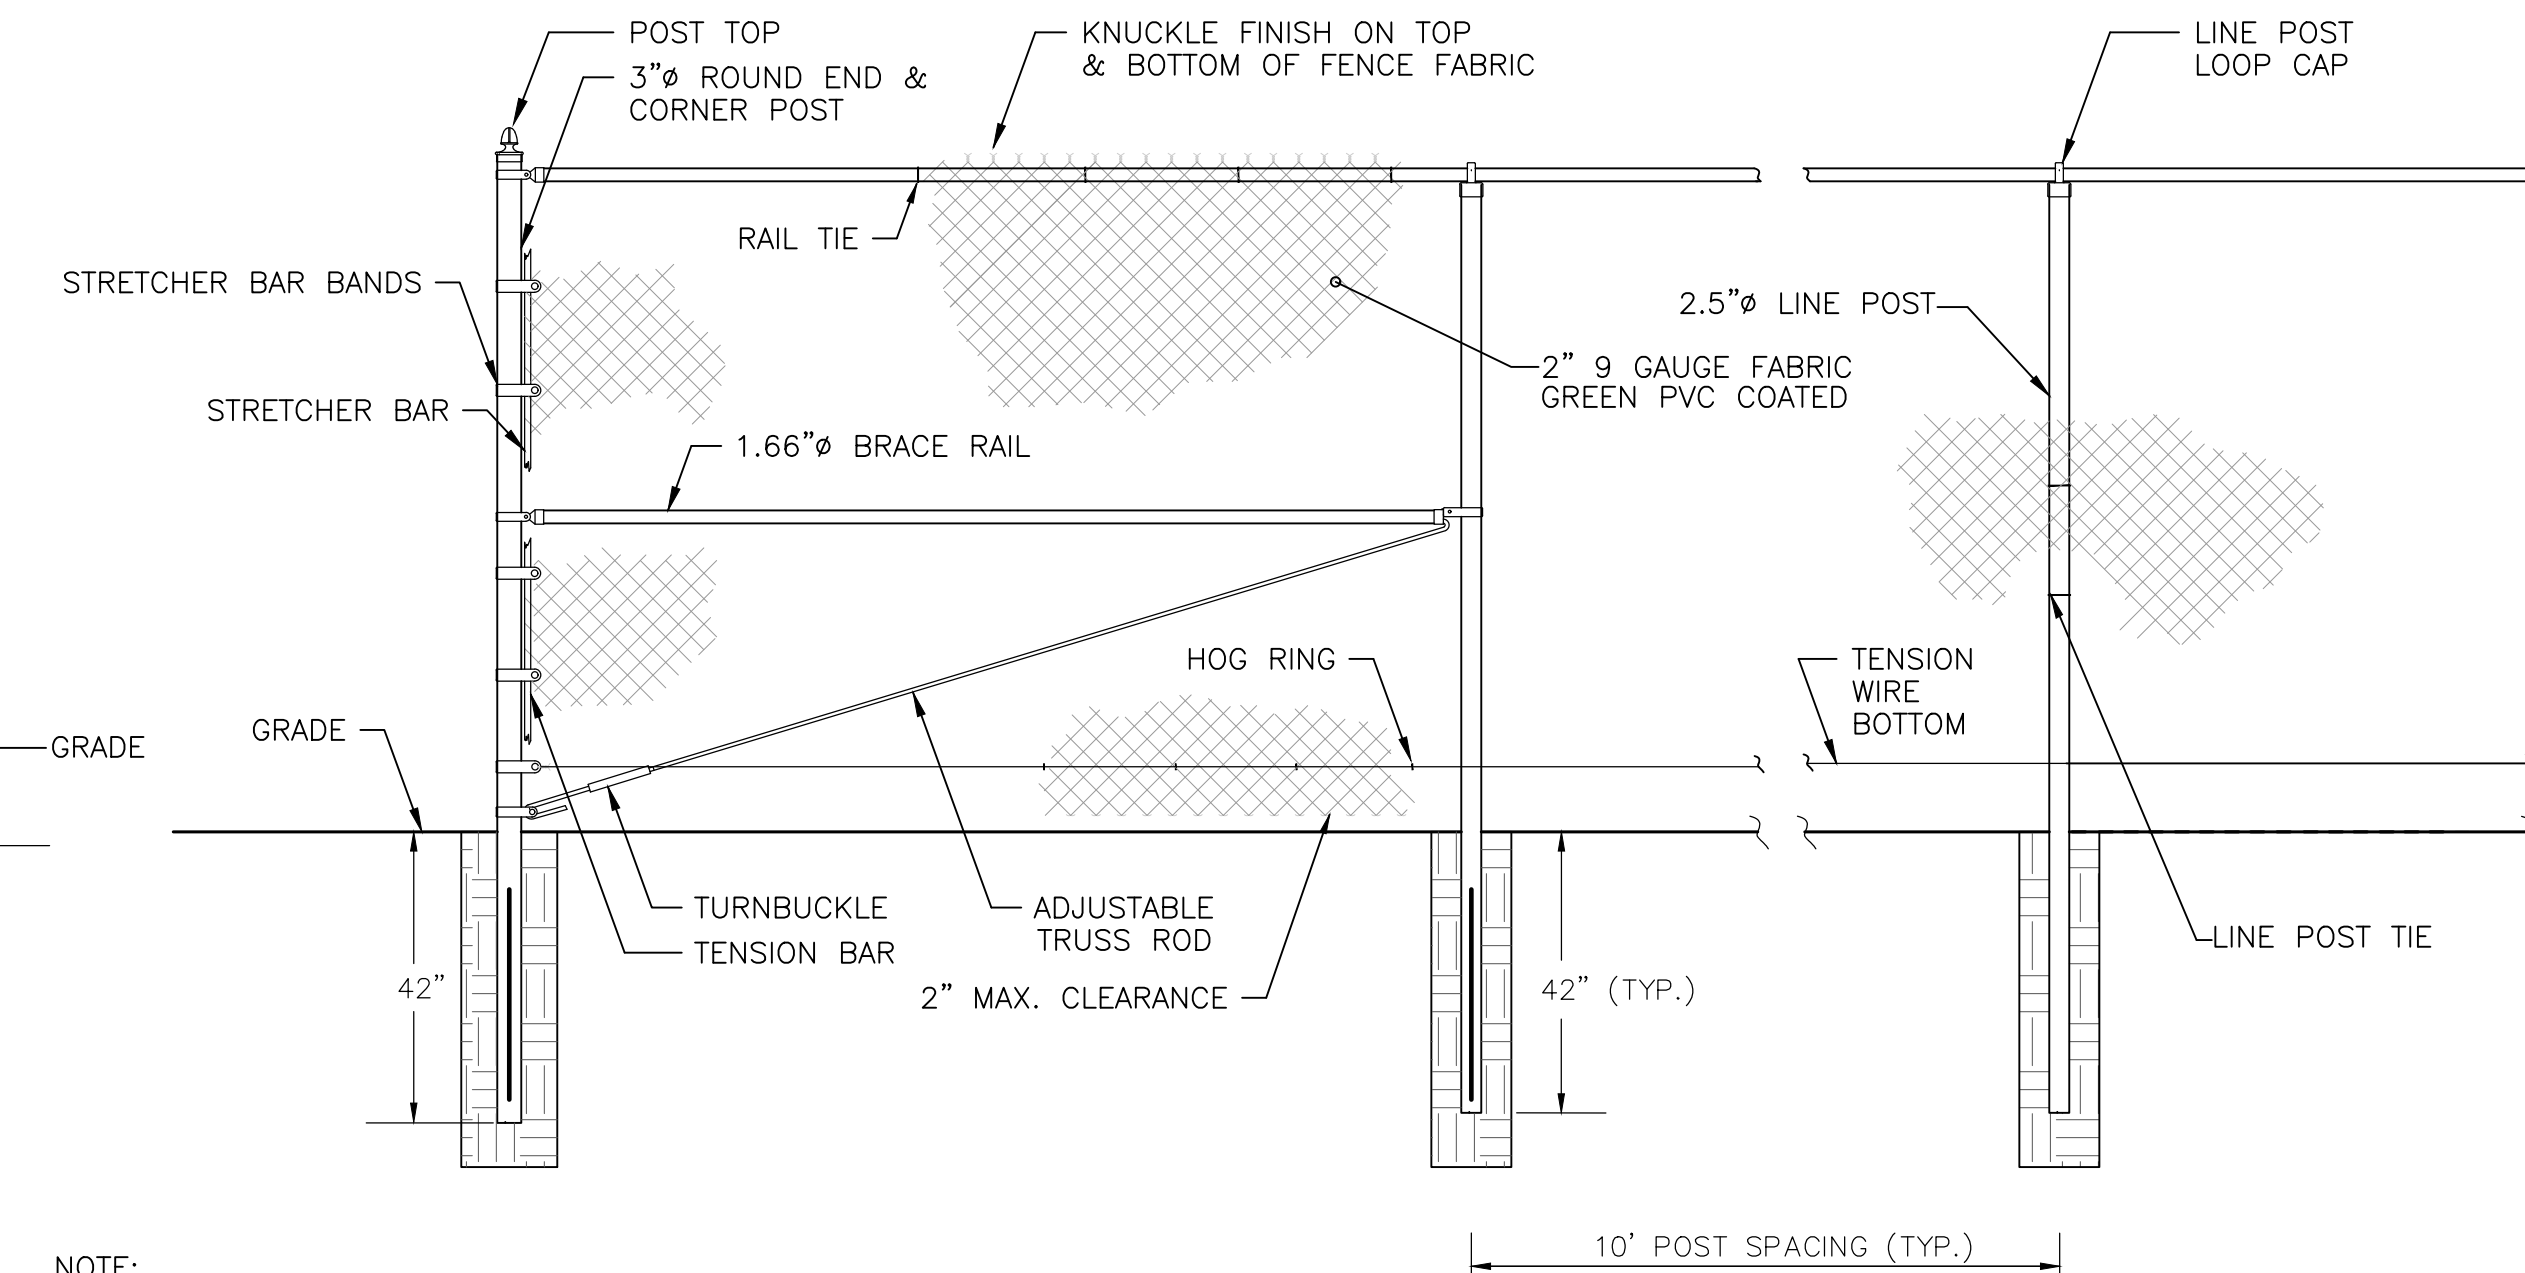 POST TOP
3"ø ROUND END &
CORNER POST
KNUCKLE FINISH ON TOP
& BOTTOM OF FENCE FABRIC
LINE POST
LOOP CAP
RAIL TIE
STRETCHER BAR BANDS
2.5"ø LINE POST
2" 9 GAUGE FABRIC
GREEN PVC COATED
STRETCHER BAR
1.66"ø BRACE RAIL
HOG RING
TENSION
WIRE
BOTTOM
GRADE
GRADE
TURNBUCKLE
TENSION BAR
ADJUSTABLE
TRUSS ROD
LINE POST TIE
42"
2" MAX. CLEARANCE
42" (TYP.)
10' POST SPACING (TYP.)
NOTE: